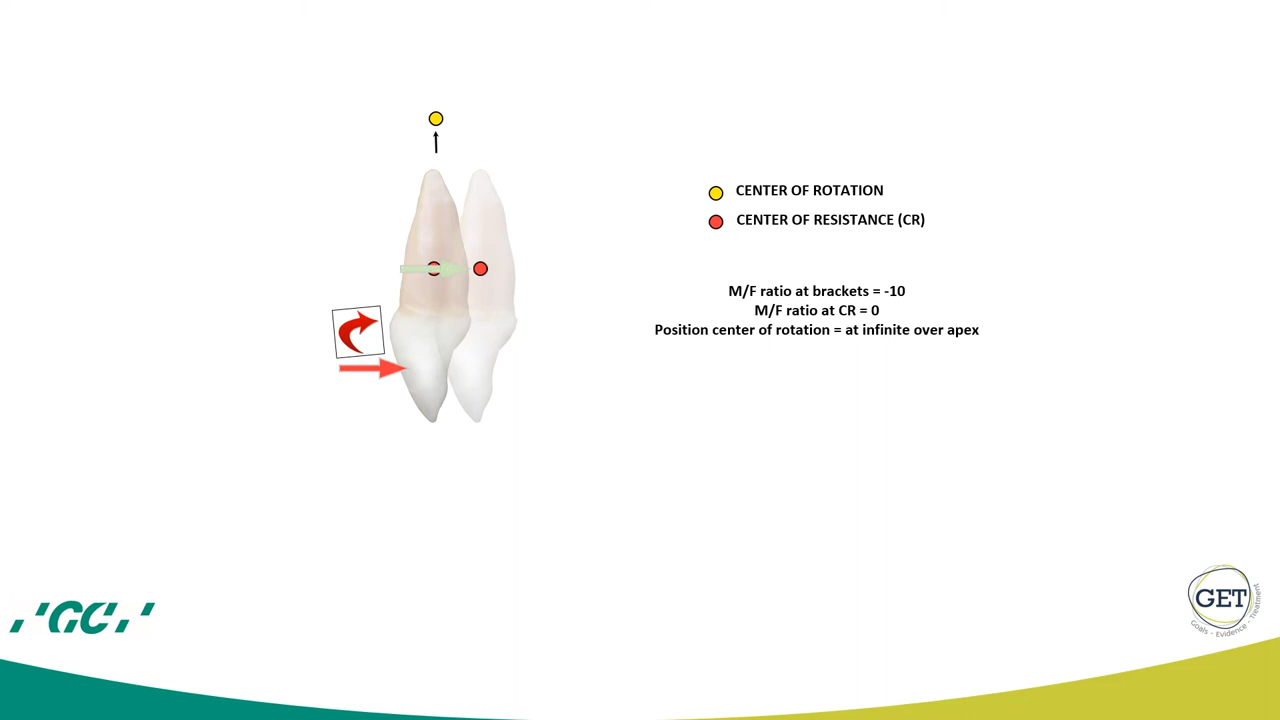 CENTER OF ROTATION
CENTER OF RESISTANCE (CR)
M/F ratio at brackets = -10
M/F ratio at CR = 0
Position center of rotation = at infinite over apex
GC
GET
Goals - Evidence - Treatment